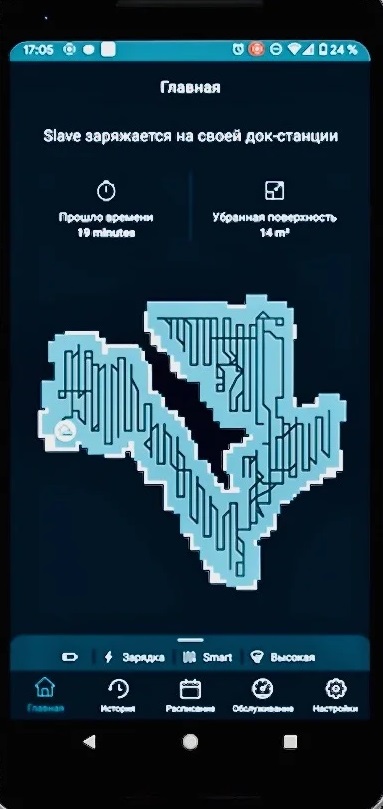 17:05 24 %
Главная
Slave заряжается на своей док-станции
Прошло времени
19 minutes
Убранная поверхность
14 m²
Зарядка Smart Высокая
Главная История Расписание Обслуживание Настройки